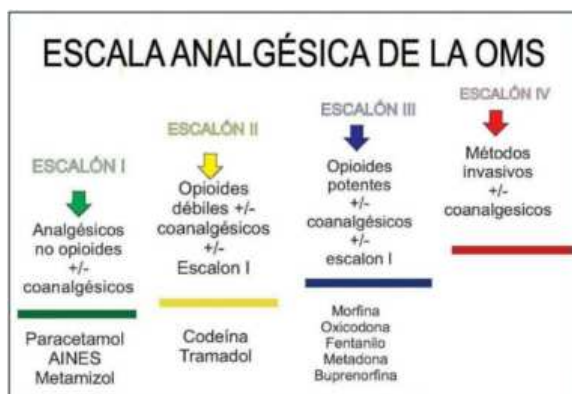 ESCALA ANALGÉSICA DE LA OMS
ESCALÓN I
Analgésicos
no opioides
+/-
coanalgésicos
Paracetamol
AINES
Metamizol
ESCALÓN II
Opioides
débiles +/-
coanalgésicos
+/-
Escalon I
Codeína
Tramadol
ESCALÓN III
Opioides
potentes
+/-
coanalgésicos
+/-
escalon I
Morfina
Oxicodona
Fentanilo
Metadona
Buprenorfina
ESCALÓN IV
Métodos
invasivos
+/-
coanalgesicos